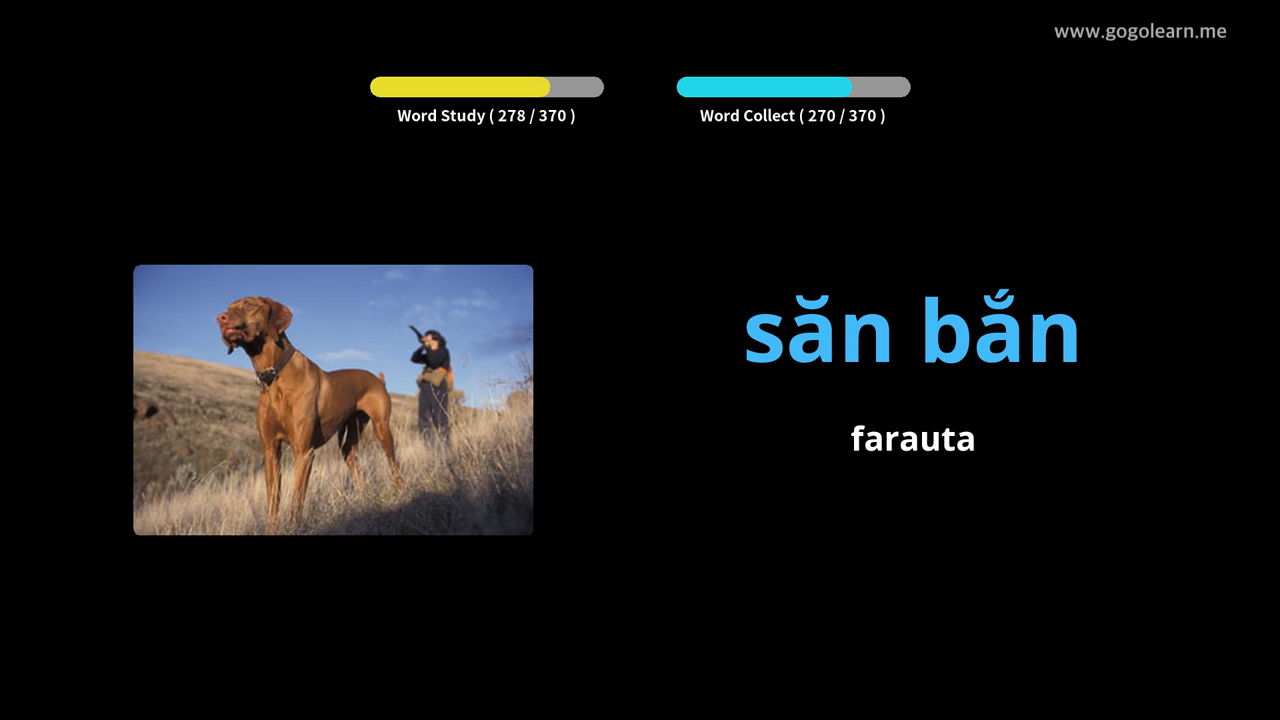 www.gogolearn.me
Word Study ( 278 / 370 )
Word Collect ( 270 / 370 )
săn bắn
farauta